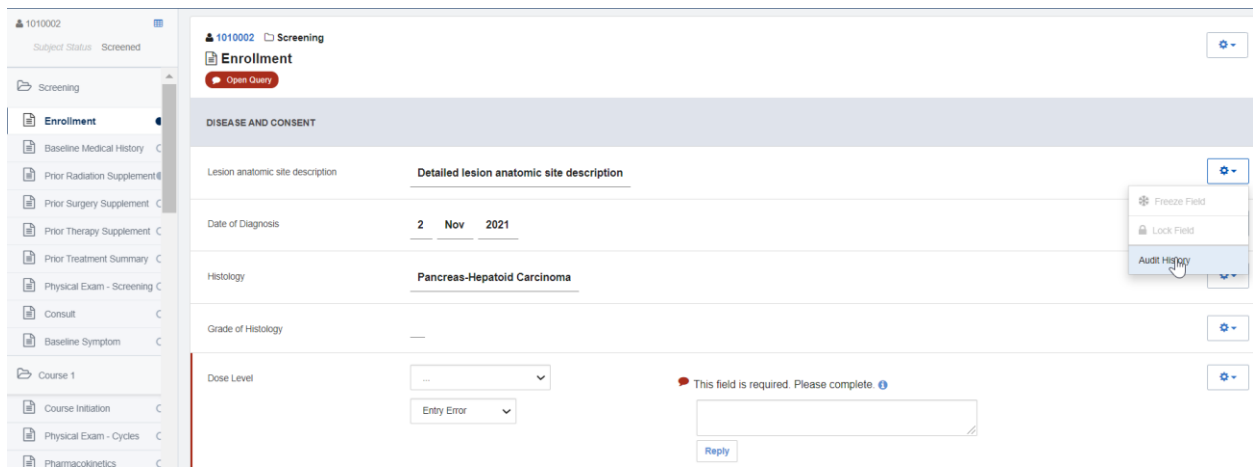 1010002
Subject Status Screened
Screening
Enrollment
Baseline Medical History
Prior Radiation Supplement
Prior Surgery Supplement
Prior Therapy Supplement
Prior Treatment Summary
Physical Exam - Screening
Consult
Baseline Symptom
Course 1
Course Initiation
Physical Exam - Cycles
Pharmacokinetics
1010002 Screening
Enrollment
Open Query
DISEASE AND CONSENT
Lesion anatomic site description Detailed lesion anatomic site description
Freeze Field
Lock Field
Audit History
Date of Diagnosis 2 Nov 2021
Histology Pancreas-Hepatoid Carcinoma
Grade of Histology
Dose Level ... This field is required. Please complete.
Entry Error
Reply